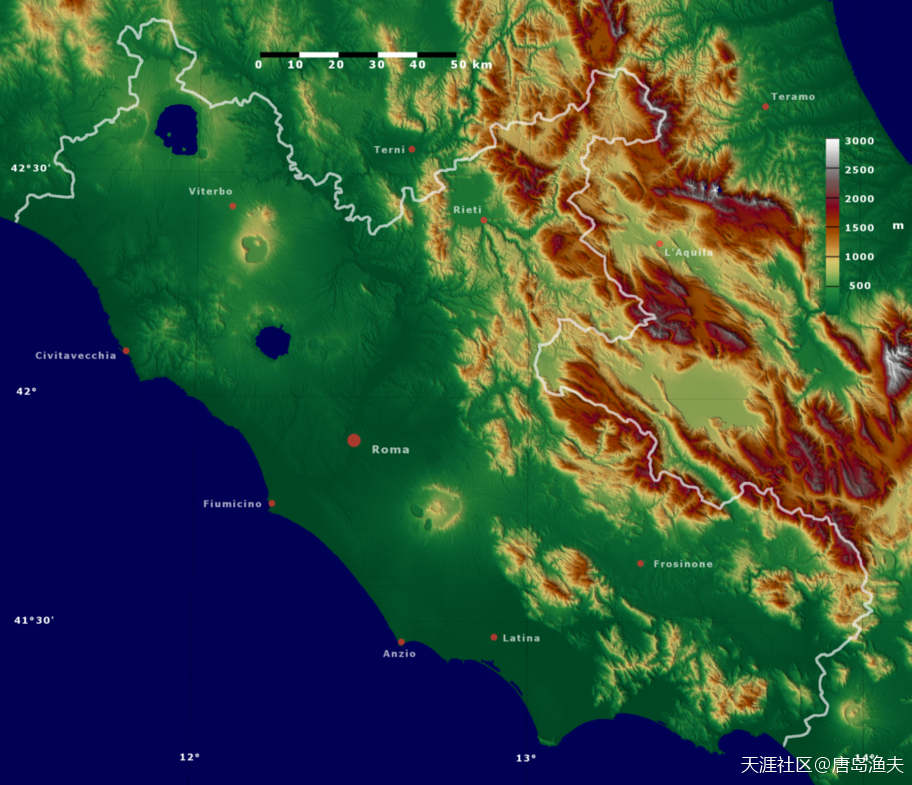 0 10 20 30 40 50 km
Teramo
3000
Terni
42°30'
2500
Viterbo
2000
Rieti
m
1500
L'Aquila
1000
500
Civitavecchia
42°
Roma
Fiumicino
Frosinone
41°30'
Latina
Anzio
12°
13°
14°
天涯社区@唐岛渔夫